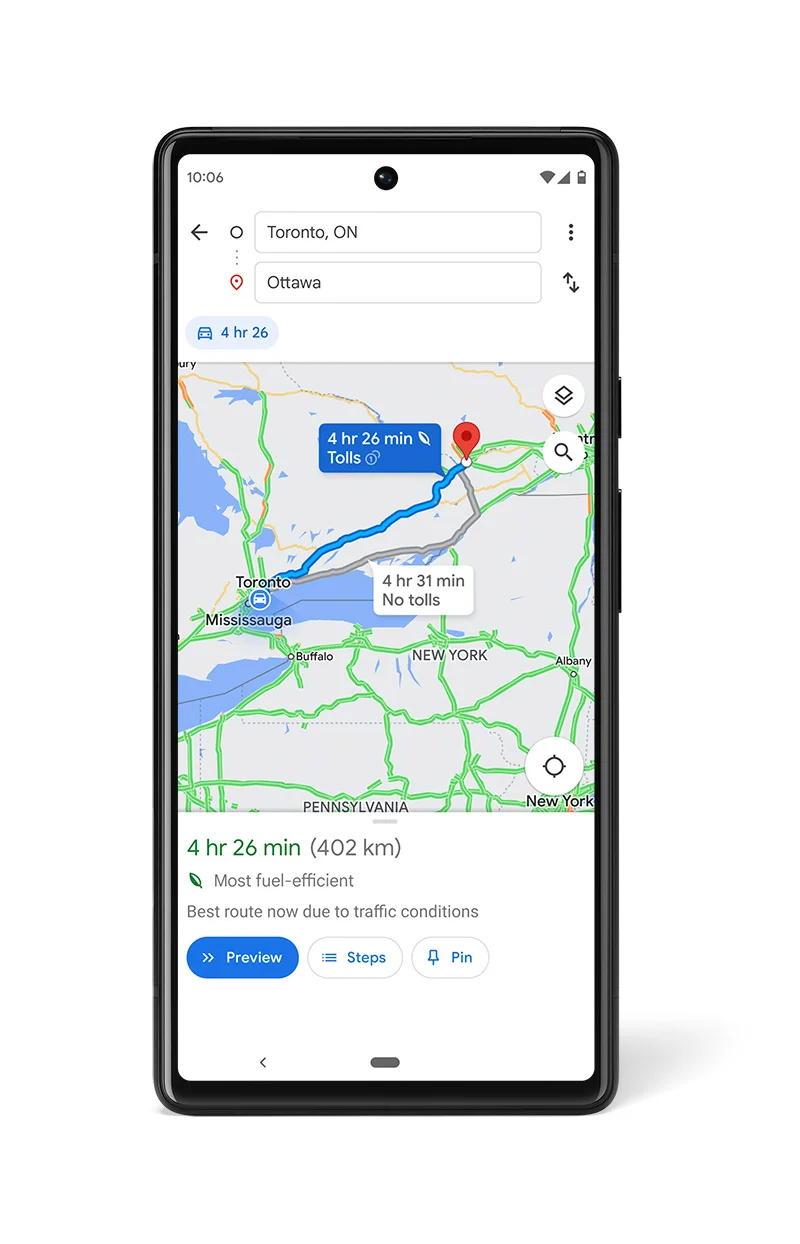 10:06
Toronto, ON
Ottawa
4 hr 26
ury
4 hr 26 min
Tolls
4 hr 31 min
No tolls
Toronto
Mississauga
Buffalo
NEW YORK
Albany
PENNSYLVANIA
New York
4 hr 26 min (402 km)
Most fuel-efficient
Best route now due to traffic conditions
Preview
Steps
Pin